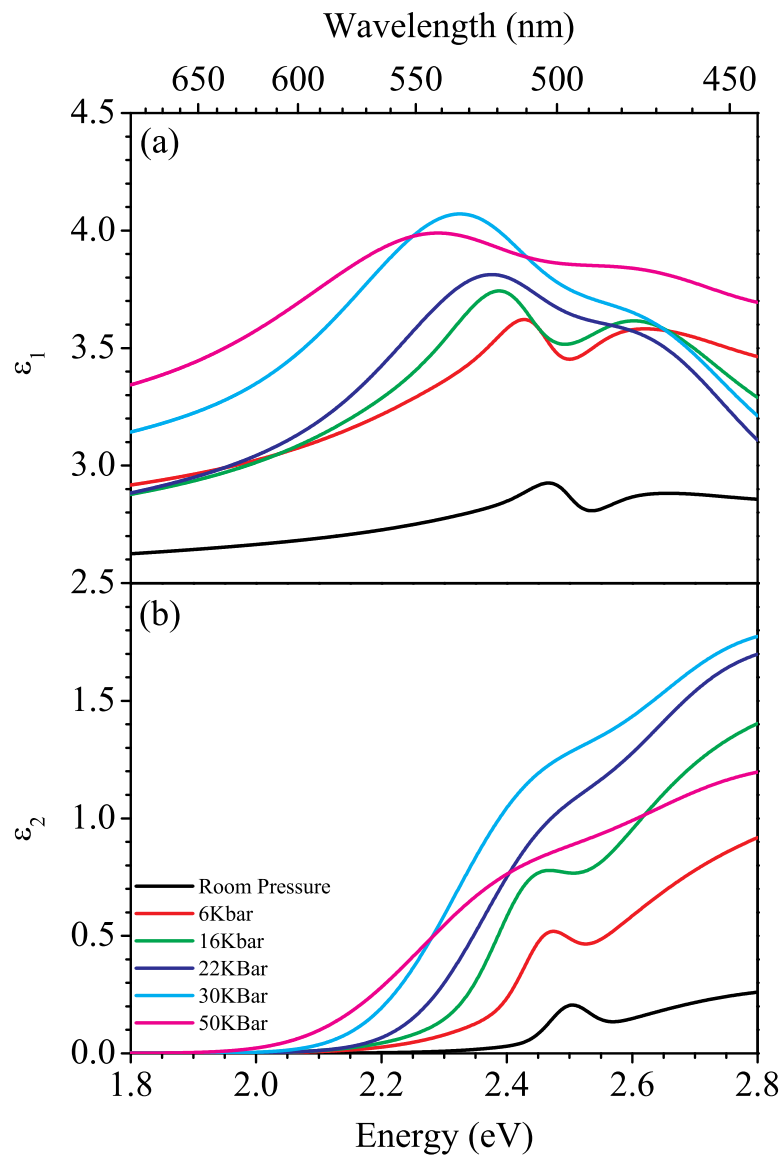 Wavelength (nm)
650 600 550 500 450
4.5
(a)
4.0
3.5
ε1
3.0
2.5
(b)
1.5
1.0
ε2
Room Pressure
6Kbar
16Kbar
22KBar
30KBar
50KBar
0.5
0.0
1.8 2.0 2.2 2.4 2.6 2.8
Energy (eV)